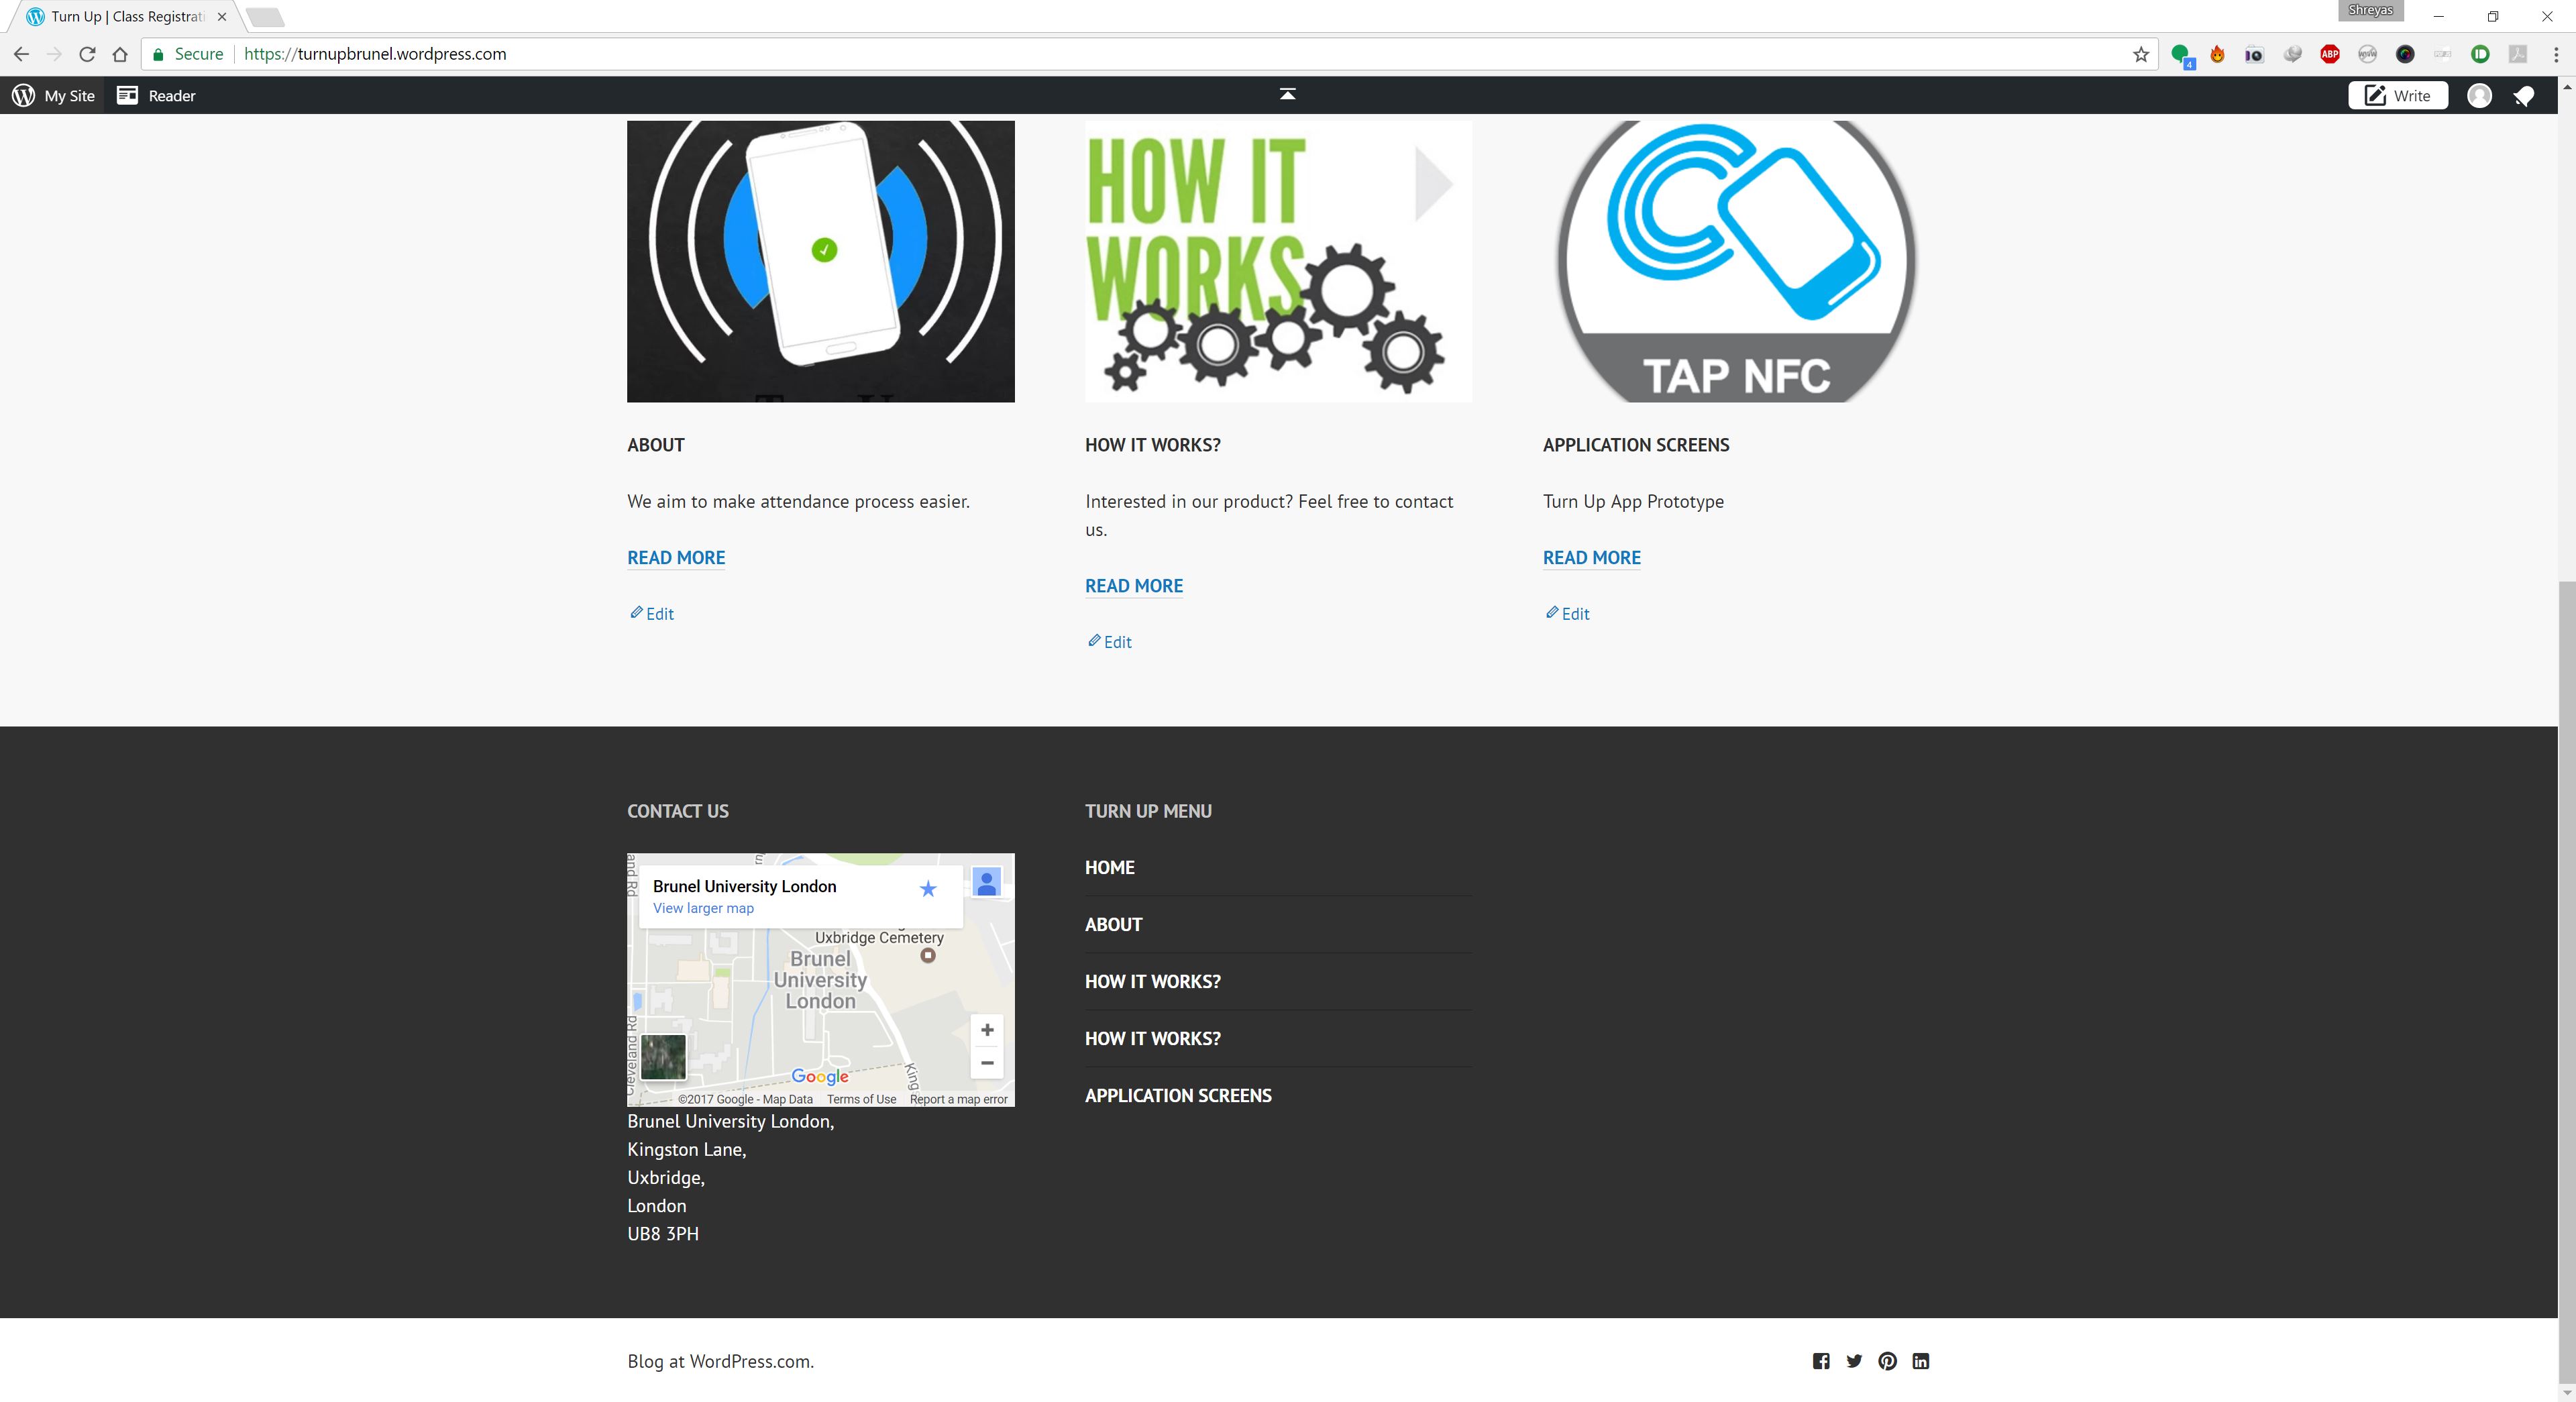 Turn Up | Class Registrati
Shreyas
Secure
https://turnupbrunel.wordpress.com
4
ABP
My Site
Reader
Write
HOW IT
WORKS
TAP NFC
ABOUT
We aim to make attendance process easier.
READ MORE
Edit
HOW IT WORKS?
Interested in our product? Feel free to contact
us.
READ MORE
Edit
APPLICATION SCREENS
Turn Up App Prototype
READ MORE
Edit
CONTACT US
Brunel University London
View larger map
Uxbridge Cemetery
Brunel
University
London
Cleveland Rd
King
Google
©2017 Google - Map Data
Terms of Use
Report a map error
Brunel University London,
Kingston Lane,
Uxbridge,
London
UB8 3PH
TURN UP MENU
HOME
ABOUT
HOW IT WORKS?
HOW IT WORKS?
APPLICATION SCREENS
Blog at WordPress.com.